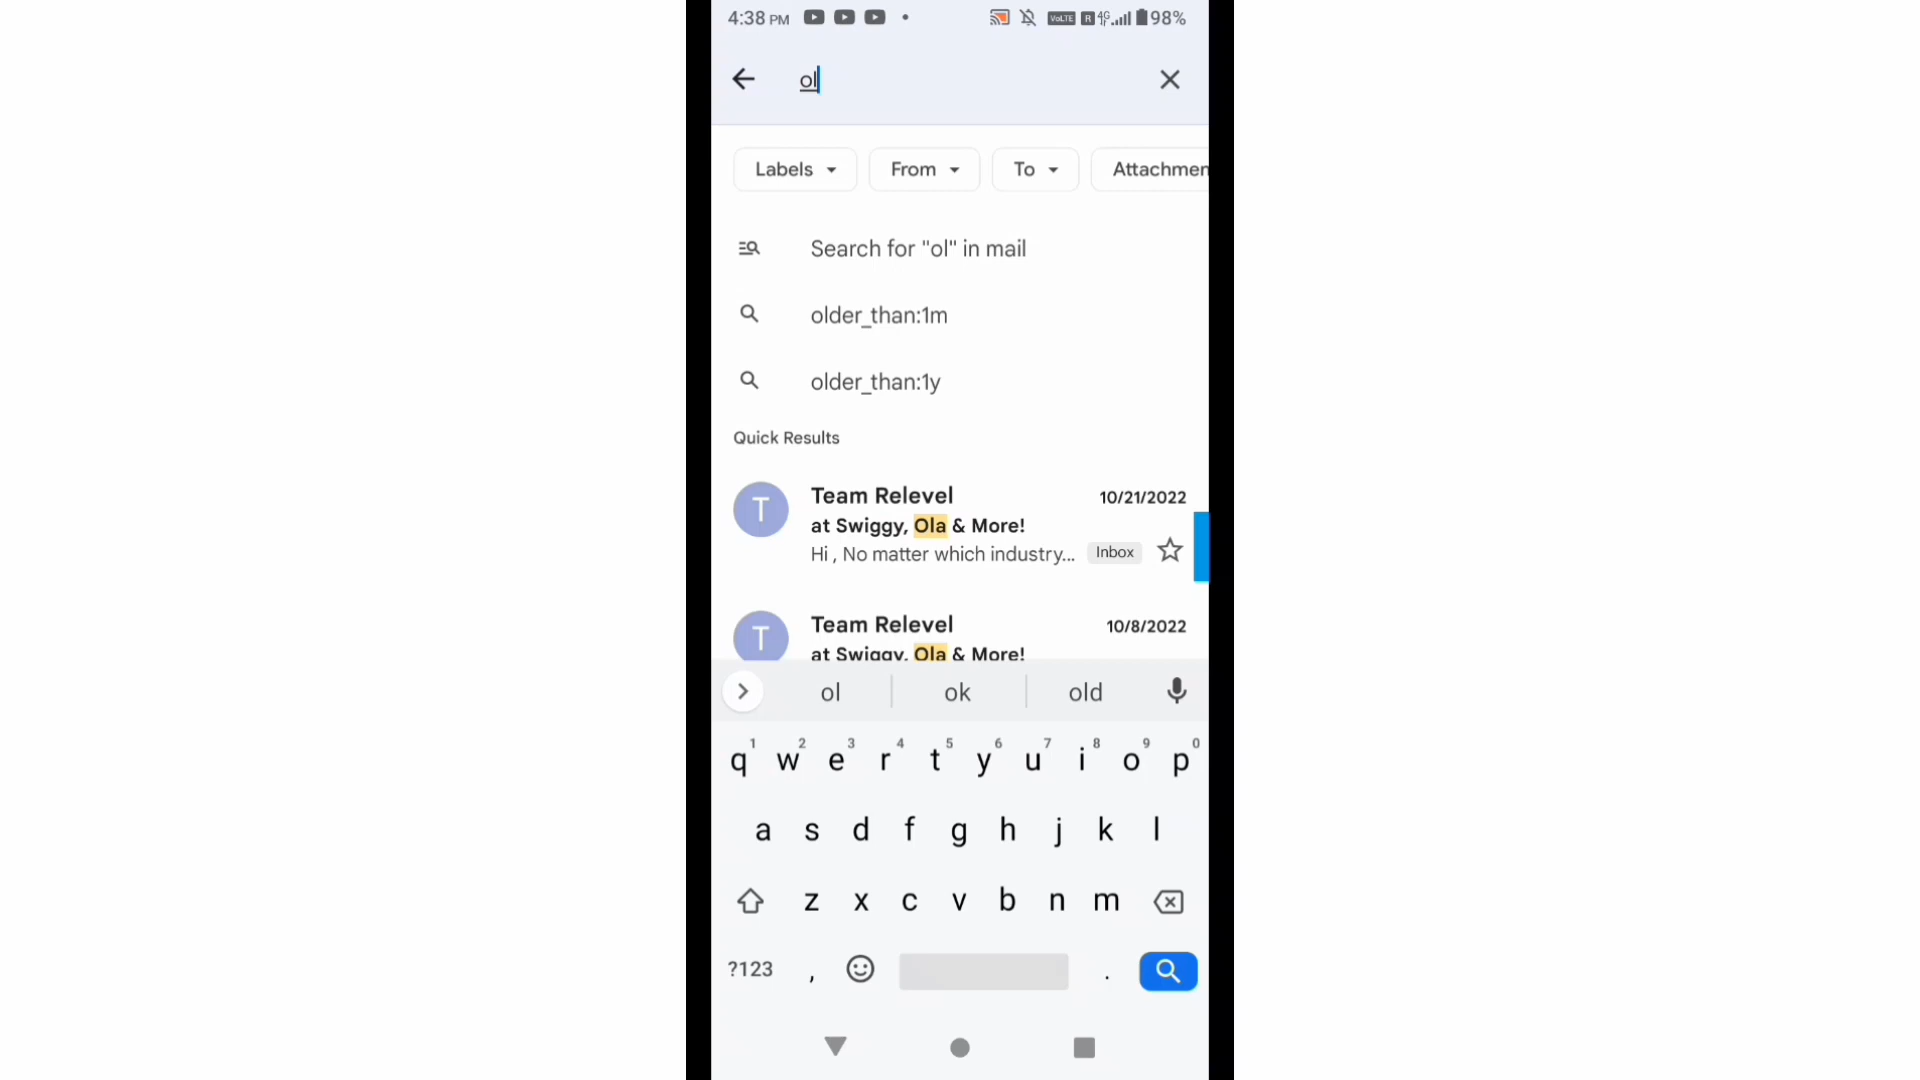 4:38 PM VoLTE R 4G 98%
ol
Labels From To Attachmen
Search for "ol" in mail
older_than:1m
older_than:1y
Quick Results
T Team Relevel 10/21/2022
at Swiggy, Ola & More!
Hi , No matter which industry... Inbox
T Team Relevel 10/8/2022
at Swiggy, Ola & More!
ol ok old
1 2 3 4 5 6 7 8 9 0
q w e r t y u i o p
a s d f g h j k l
z x c v b n m
?123 , .